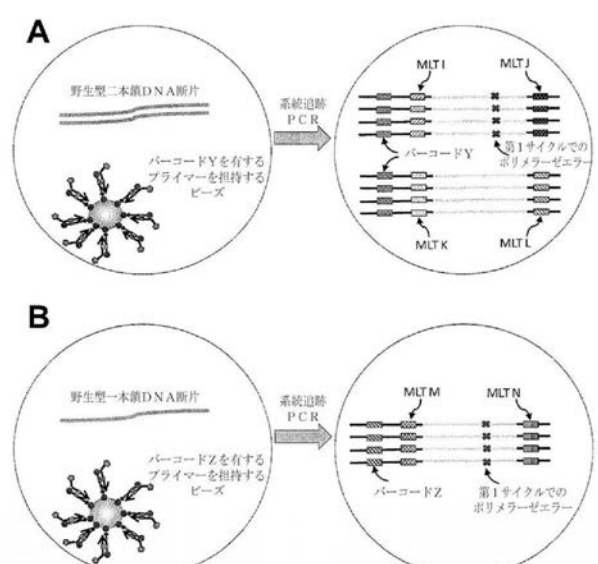 A
野生型二本鎖DNA断片
バーコードYを有する
プライマーを担持する
ビーズ
系統追跡
PCR
MLT I
MLT J
バーコードY
第1サイクルでの
ポリメラーゼエラー
MLT K
MLT L
B
野生型一本鎖DNA断片
バーコードZを有する
プライマーを担持する
ビーズ
系統追跡
PCR
MLT M
MLT N
バーコードZ
第1サイクルでの
ポリメラーゼエラー